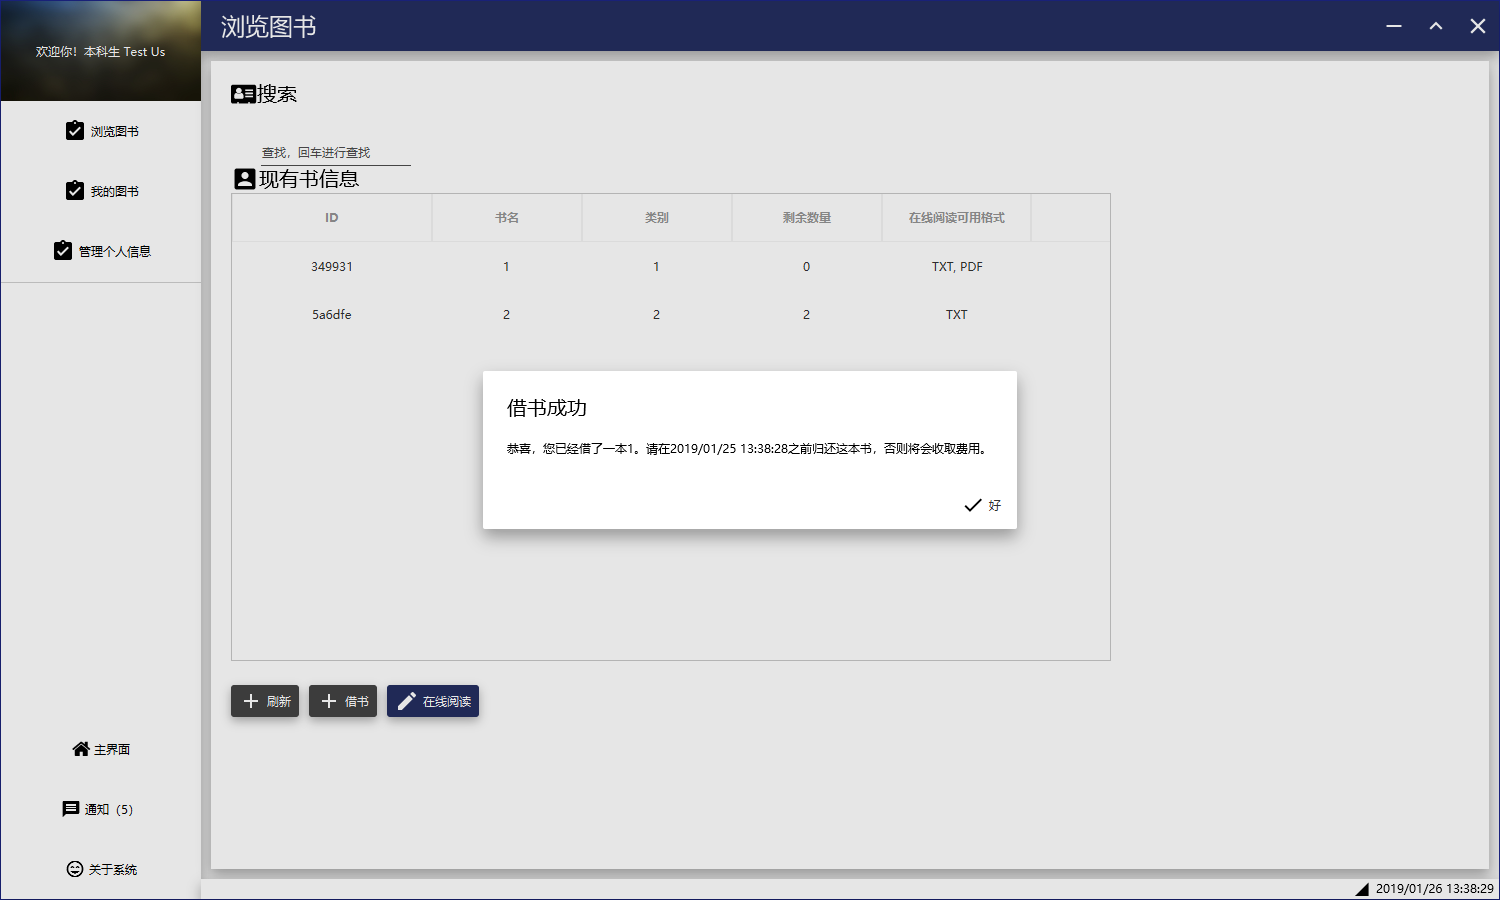 浏览图书
欢迎你！本科生 Test Us
浏览图书
我的图书
管理个人信息
搜索
查找，回车进行查找
现有书信息
ID 书名 类别 剩余数量 在线阅读可用格式
349931 1 1 0 TXT, PDF
5a6dfe 2 2 2 TXT
借书成功
恭喜，您已经借了一本1。请在2019/01/25 13:38:28之前归还这本书，否则将会收取费用。
好
刷新 借书 在线阅读
主界面
通知（5）
关于系统
2019/01/26 13:38:29